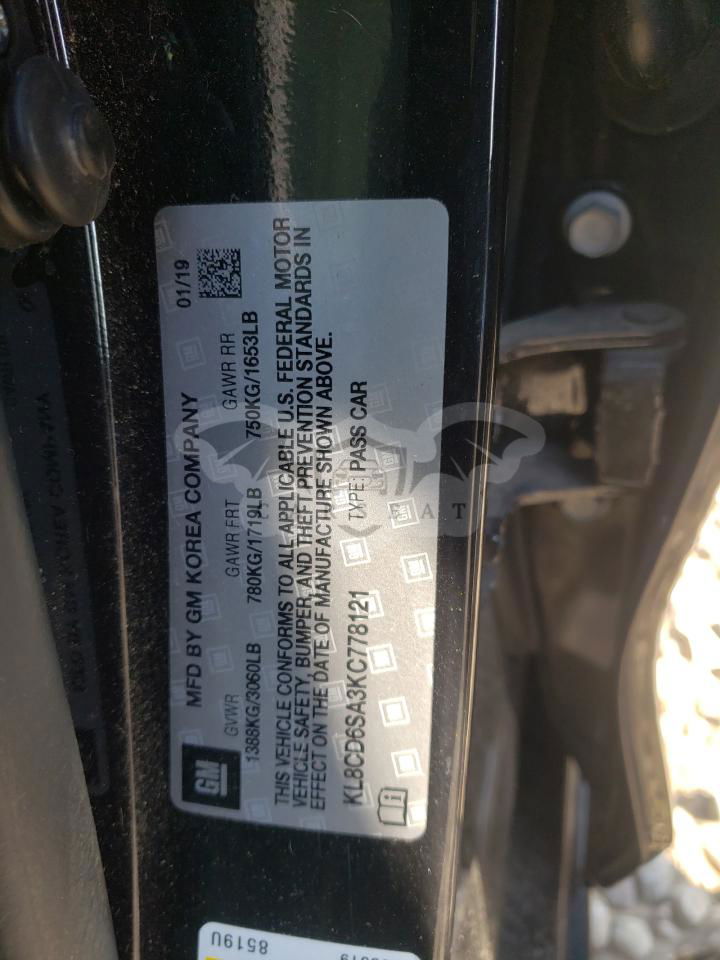 GM
MFD BY GM KOREA COMPANY 01/19
GVWR GAWR FRT GAWR RR
1388KG/3060LB 780KG/1719LB 750KG/1653LB
THIS VEHICLE CONFORMS TO ALL APPLICABLE U.S. FEDERAL MOTOR
VEHICLE SAFETY, BUMPER, AND THEFT PREVENTION STANDARDS IN
EFFECT ON THE DATE OF MANUFACTURE SHOWN ABOVE.
KL8CD6SA3KC778121 TYPE: PASS CAR
8519U